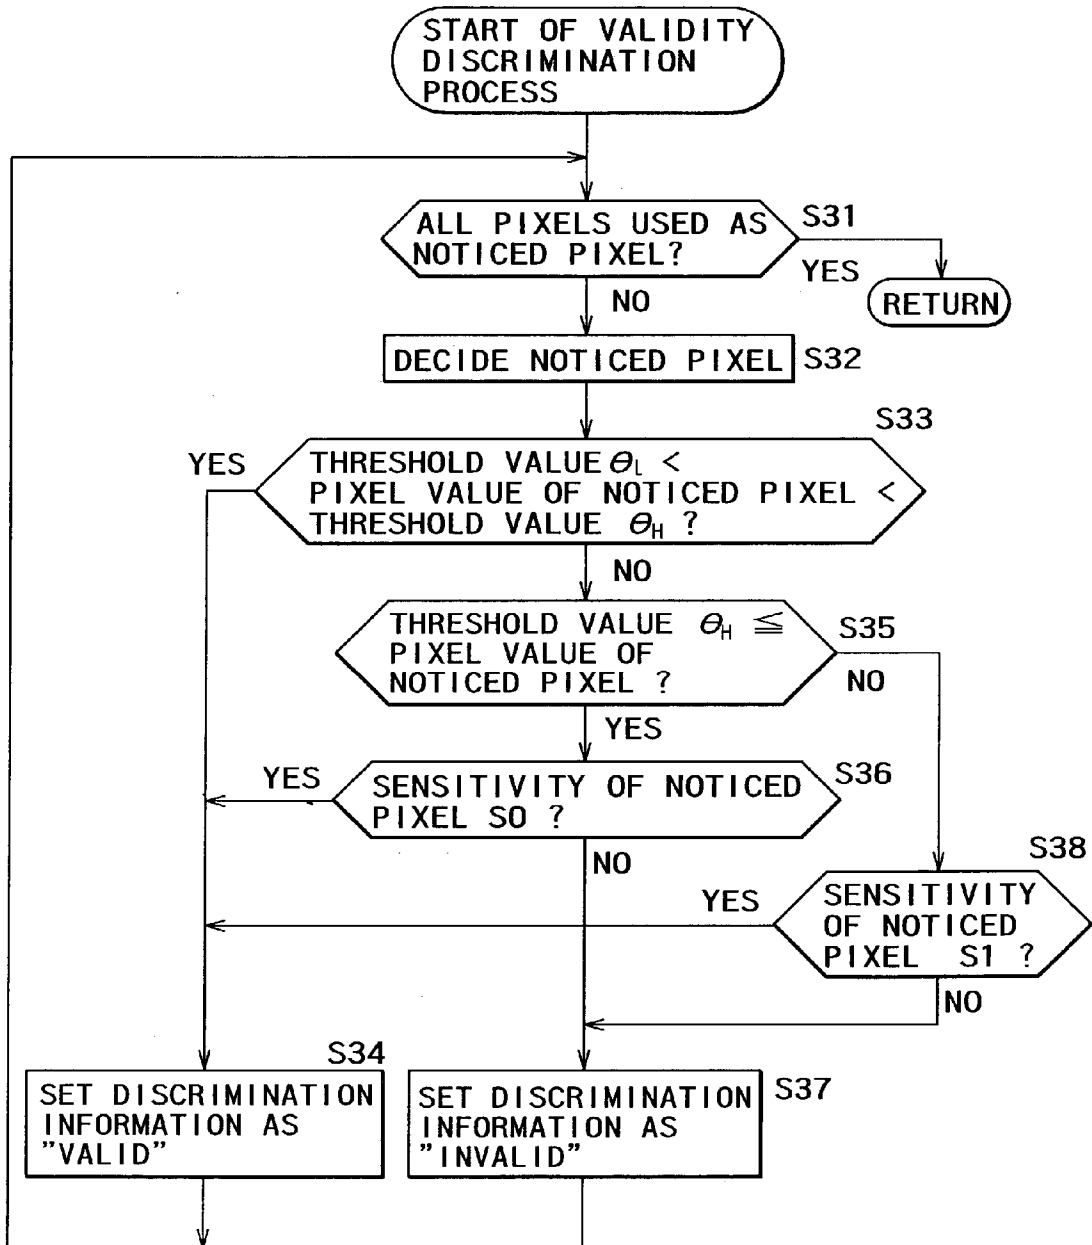 START OF VALIDITY
DISCRIMINATION
PROCESS
ALL PIXELS USED AS
NOTICED PIXEL?
S31
YES
RETURN
NO
DECIDE NOTICED PIXEL
S32
S33
YES
THRESHOLD VALUE θL <
PIXEL VALUE OF NOTICED PIXEL <
THRESHOLD VALUE θH ?
NO
THRESHOLD VALUE θH ≦
PIXEL VALUE OF
NOTICED PIXEL ?
S35
NO
YES
YES
SENSITIVITY OF NOTICED
PIXEL S0 ?
S36
NO
S38
YES
SENSITIVITY
OF NOTICED
PIXEL S1 ?
NO
S34
SET DISCRIMINATION
INFORMATION AS
"VALID"
SET DISCRIMINATION
INFORMATION AS
"INVALID"
S37